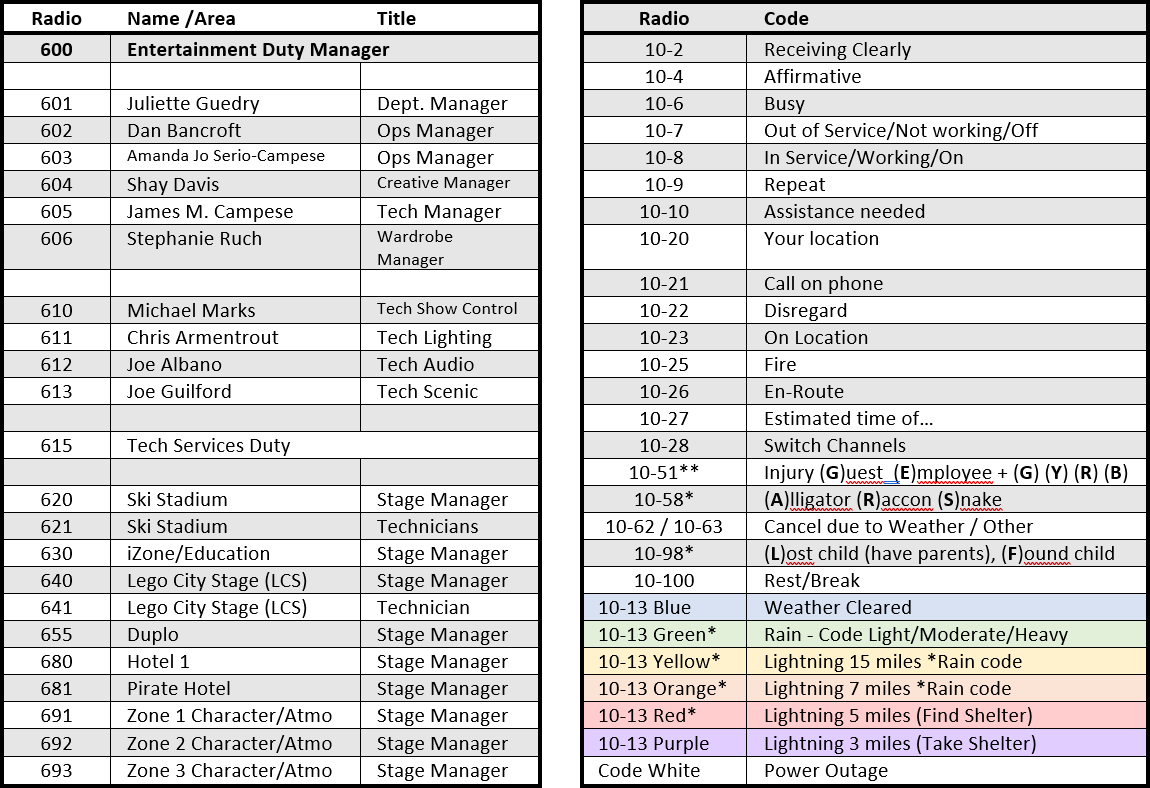 Radio Name /Area Title
600 Entertainment Duty Manager
601 Juliette Guedry Dept. Manager
602 Dan Bancroft Ops Manager
603 Amanda Jo Serio-Campese Ops Manager
604 Shay Davis Creative Manager
605 James M. Campese Tech Manager
606 Stephanie Ruch Wardrobe
Manager
610 Michael Marks Tech Show Control
611 Chris Armentrout Tech Lighting
612 Joe Albano Tech Audio
613 Joe Guilford Tech Scenic
615 Tech Services Duty
620 Ski Stadium Stage Manager
621 Ski Stadium Technicians
630 iZone/Education Stage Manager
640 Lego City Stage (LCS) Stage Manager
641 Lego City Stage (LCS) Technician
655 Duplo Stage Manager
680 Hotel 1 Stage Manager
681 Pirate Hotel Stage Manager
691 Zone 1 Character/Atmo Stage Manager
692 Zone 2 Character/Atmo Stage Manager
693 Zone 3 Character/Atmo Stage Manager
Radio Code
10-2 Receiving Clearly
10-4 Affirmative
10-6 Busy
10-7 Out of Service/Not working/Off
10-8 In Service/Working/On
10-9 Repeat
10-10 Assistance needed
10-20 Your location
10-21 Call on phone
10-22 Disregard
10-23 On Location
10-25 Fire
10-26 En-Route
10-27 Estimated time of…
10-28 Switch Channels
10-51** Injury (G)uest (E)mployee + (G) (Y) (R) (B)
10-58* (A)lligator (R)accon (S)nake
10-62 / 10-63 Cancel due to Weather / Other
10-98* (L)ost child (have parents), (F)ound child
10-100 Rest/Break
10-13 Blue Weather Cleared
10-13 Green* Rain - Code Light/Moderate/Heavy
10-13 Yellow* Lightning 15 miles *Rain code
10-13 Orange* Lightning 7 miles *Rain code
10-13 Red* Lightning 5 miles (Find Shelter)
10-13 Purple Lightning 3 miles (Take Shelter)
Code White Power Outage